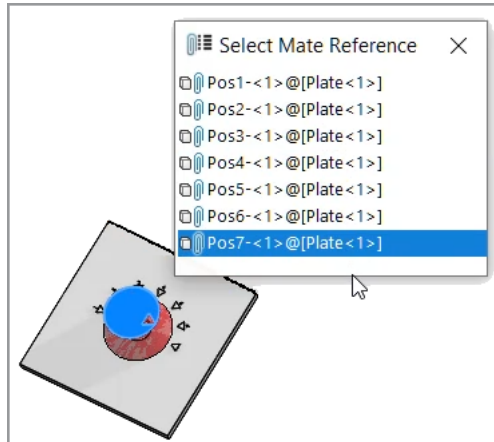 Select Mate Reference
Pos1-<1>@[Plate<1>]
Pos2-<1>@[Plate<1>]
Pos3-<1>@[Plate<1>]
Pos4-<1>@[Plate<1>]
Pos5-<1>@[Plate<1>]
Pos6-<1>@[Plate<1>]
Pos7-<1>@[Plate<1>]